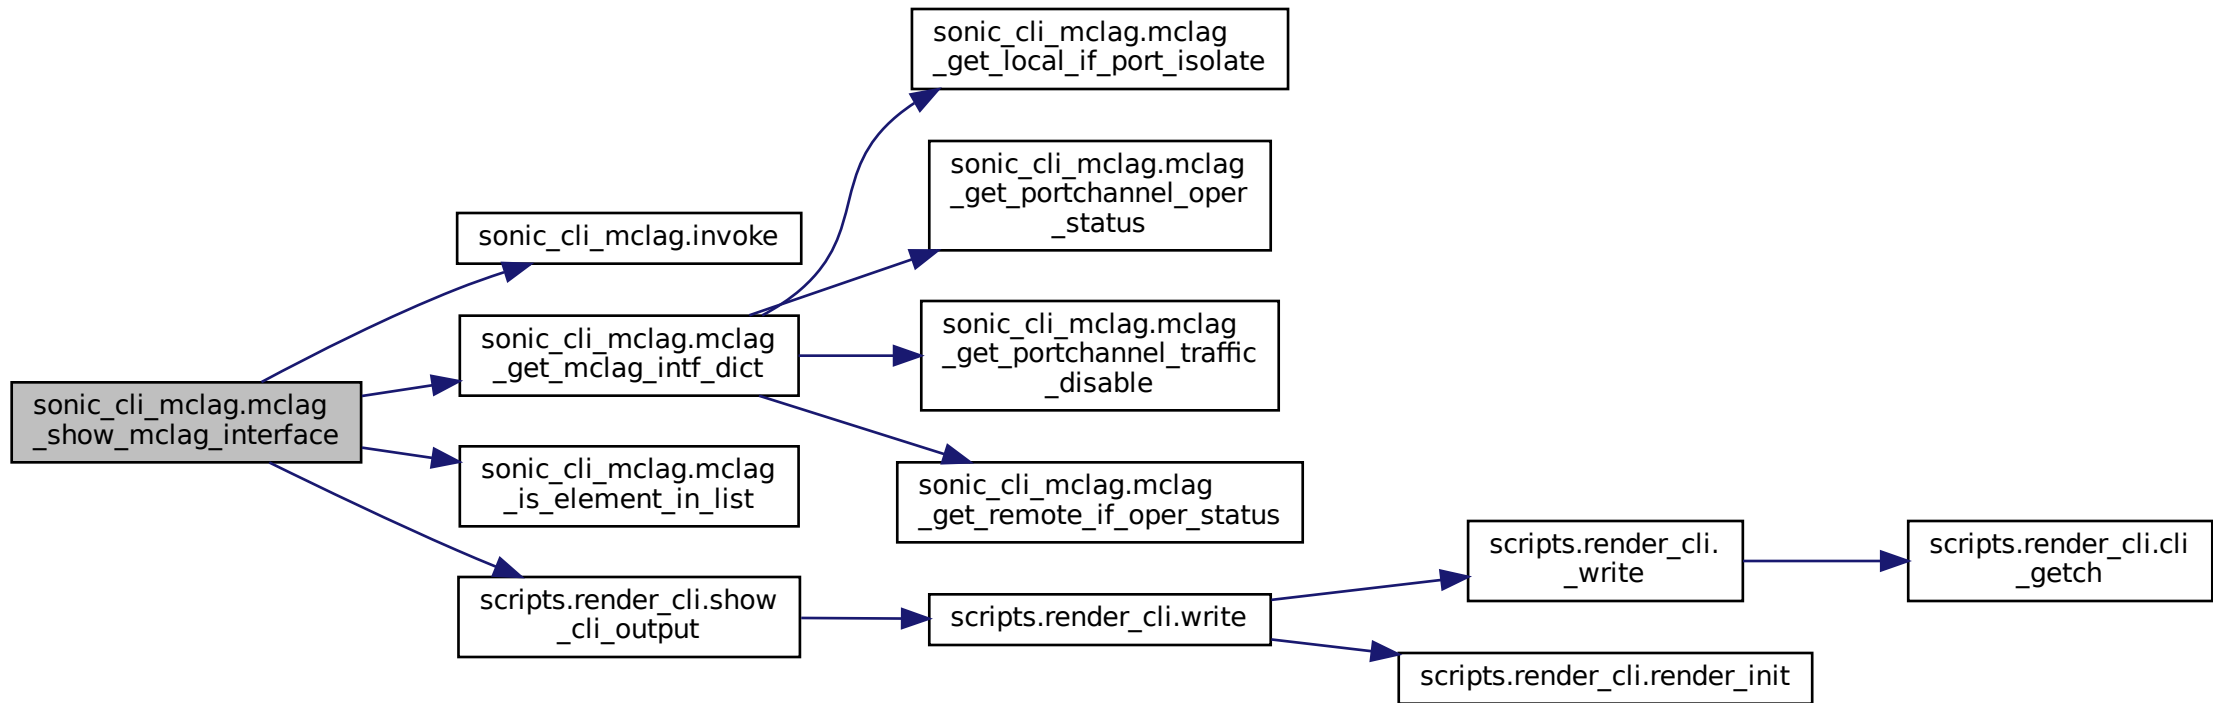 sonic_cli_mclag.mclag
_show_mclag_interface
sonic_cli_mclag.invoke
sonic_cli_mclag.mclag
_get_mclag_intf_dict
sonic_cli_mclag.mclag
_is_element_in_list
scripts.render_cli.show
_cli_output
sonic_cli_mclag.mclag
_get_local_if_port_isolate
sonic_cli_mclag.mclag
_get_portchannel_oper
_status
sonic_cli_mclag.mclag
_get_portchannel_traffic
_disable
sonic_cli_mclag.mclag
_get_remote_if_oper_status
scripts.render_cli.write
scripts.render_cli.
_write
scripts.render_cli.render_init
scripts.render_cli.cli
_getch